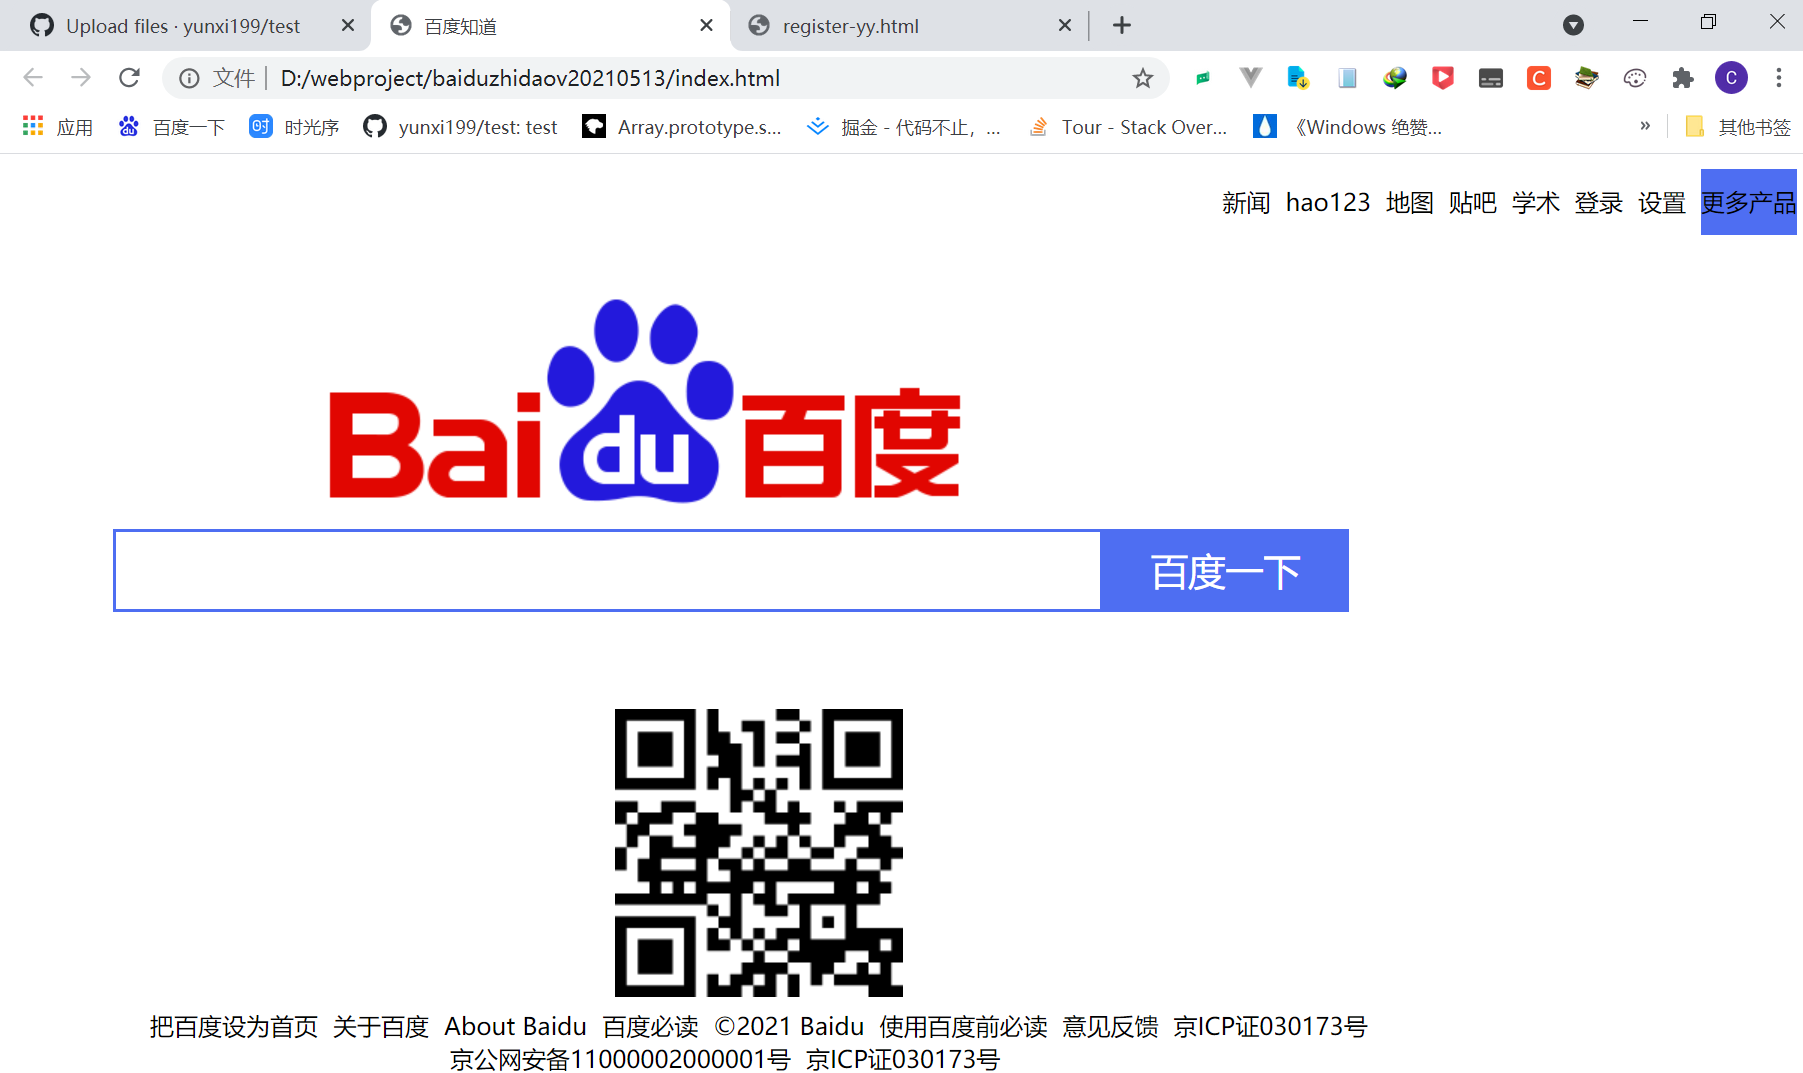 Upload files · yunxi199/test
百度知道
register-yy.html
文件 D:/webproject/baiduzhidaov20210513/index.html
C
C
应用
百度一下
时光序
yunxi199/test: test
Array.prototype.s...
掘金 - 代码不止，...
Tour - Stack Over...
《Windows 绝赞...
»
其他书签
新闻 hao123 地图 贴吧 学术 登录 设置 更多产品
Bai du 百度
百度一下
把百度设为首页 关于百度 About Baidu 百度必读 ©2021 Baidu 使用百度前必读 意见反馈 京ICP证030173号
京公网安备11000002000001号 京ICP证030173号